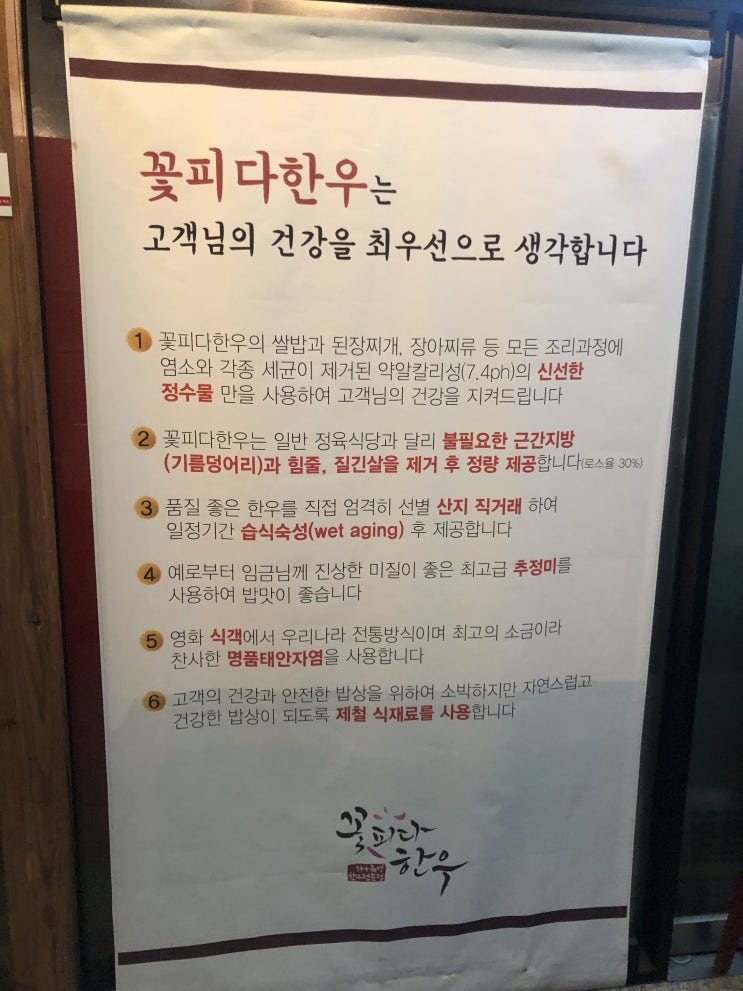 꽃피다한우는
고객님의 건강을 최우선으로 생각합니다
1 꽃피다한우의 쌀밥과 된장찌개, 장아찌류 등 모든 조리과정에
염소와 각종 세균이 제거된 약알칼리성(7.4ph)의 신선한
정수물 만을 사용하여 고객님의 건강을 지켜드립니다
2 꽃피다한우는 일반 정육식당과 달리 불필요한 근간지방
(기름덩어리)과 힘줄, 질긴살을 제거 후 정량 제공합니다(로스율 30%)
3 품질 좋은 한우를 직접 엄격히 선별 산지 직거래 하여
일정기간 습식숙성(wet aging) 후 제공합니다
4 예로부터 임금님께 진상한 미질이 좋은 최고급 추정미를
사용하여 밥맛이 좋습니다
5 영화 식객에서 우리나라 전통방식이며 최고의 소금이라
찬사한 명품태안자염을 사용합니다
6 고객의 건강과 안전한 밥상을 위하여 소박하지만 자연스럽고
건강한 밥상이 되도록 제철 식재료를 사용합니다
꽃피다
한우